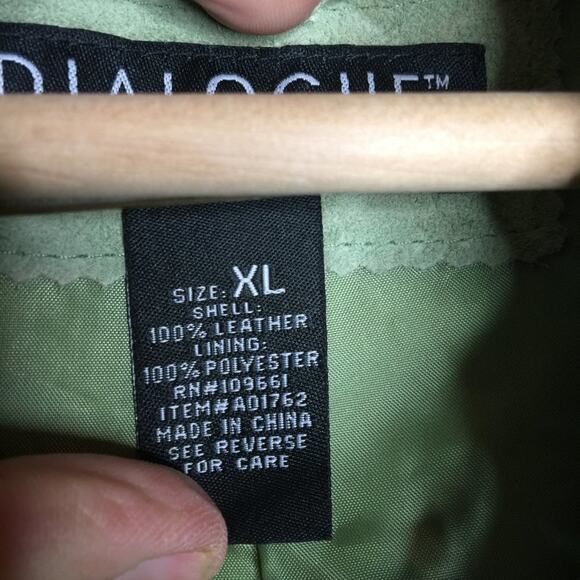 DIALOGUE™
SIZE: XL
SHELL:
100% LEATHER
LINING:
100% POLYESTER
RN#109661
ITEM#A01762
MADE IN CHINA
SEE REVERSE
FOR CARE